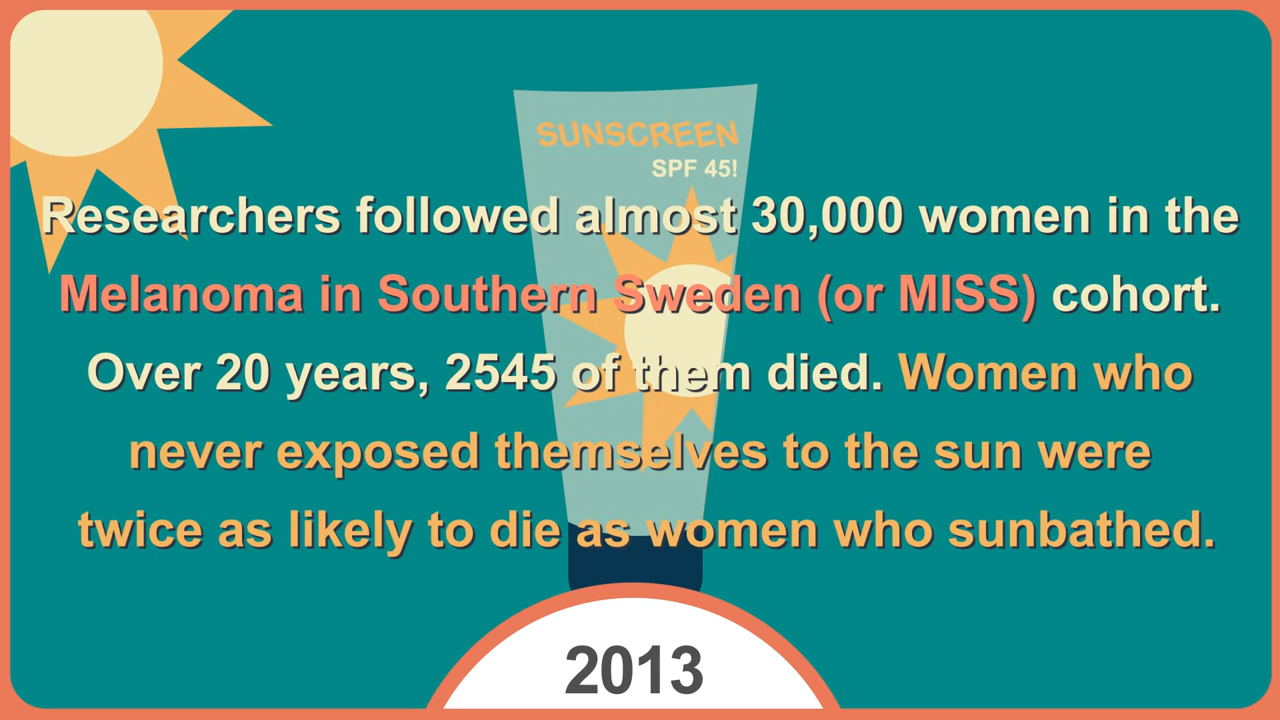 SUNSCREEN
SPF 45!
Researchers followed almost 30,000 women in the
Melanoma in Southern Sweden (or MISS) cohort.
Over 20 years, 2545 of them died. Women who
never exposed themselves to the sun were
twice as likely to die as women who sunbathed.
2013